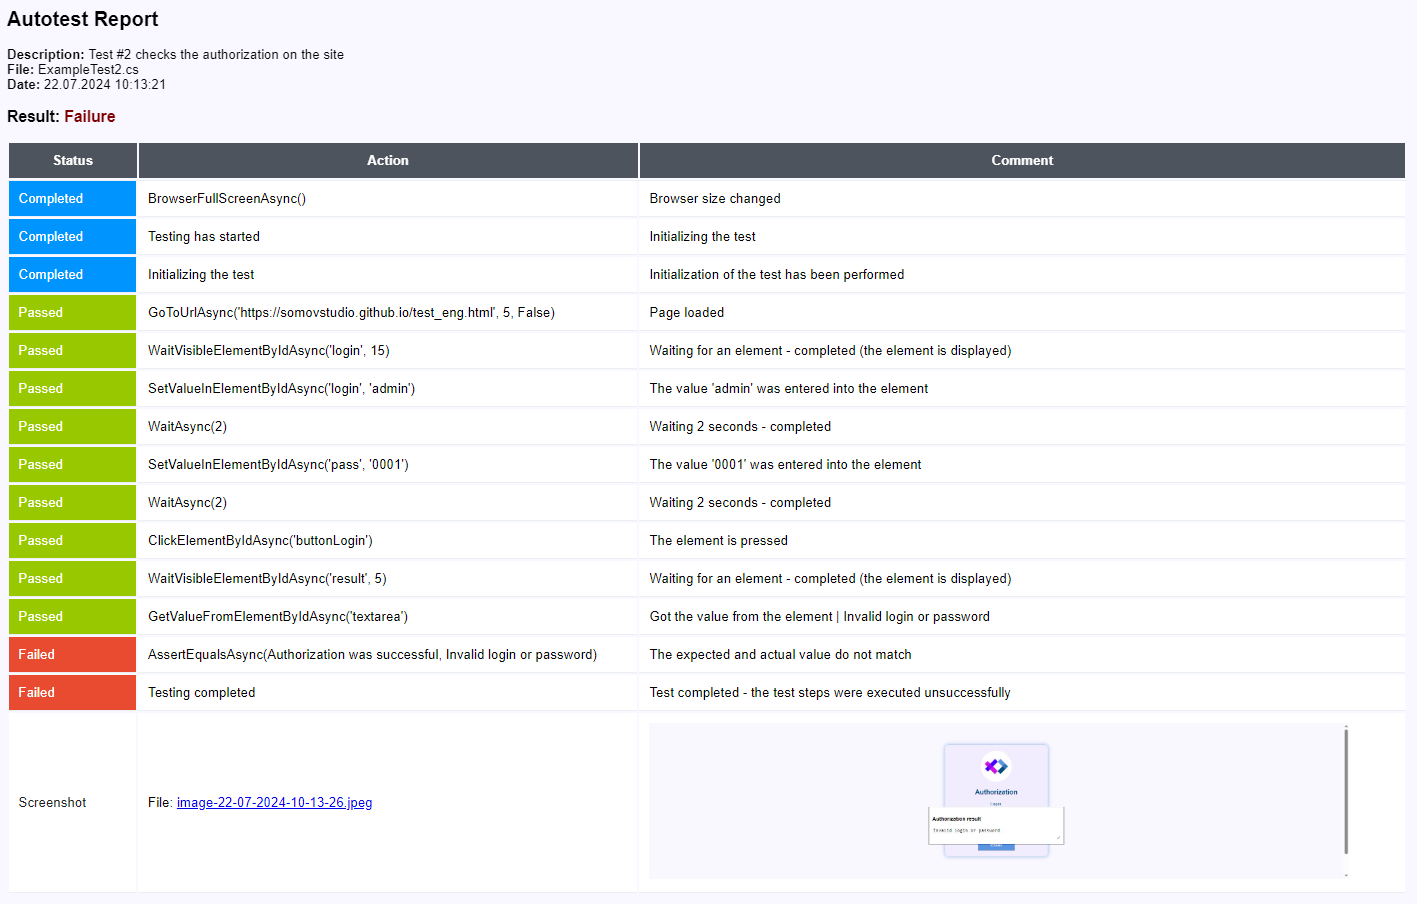 Autotest Report
Description: Test #2 checks the authorization on the site
File: ExampleTest2.cs
Date: 22.07.2024 10:13:21
Result: Failure
Status Action Comment
Completed BrowserFullScreenAsync() Browser size changed
Completed Testing has started Initializing the test
Completed Initializing the test Initialization of the test has been performed
Passed GoToUrlAsync('https://somovstudio.github.io/test_eng.html', 5, False) Page loaded
Passed WaitVisibleElementByIdAsync('login', 15) Waiting for an element - completed (the element is displayed)
Passed SetValueInElementByIdAsync('login', 'admin') The value 'admin' was entered into the element
Passed WaitAsync(2) Waiting 2 seconds - completed
Passed SetValueInElementByIdAsync('pass', '0001') The value '0001' was entered into the element
Passed WaitAsync(2) Waiting 2 seconds - completed
Passed ClickElementByIdAsync('buttonLogin') The element is pressed
Passed WaitVisibleElementByIdAsync('result', 5) Waiting for an element - completed (the element is displayed)
Passed GetValueFromElementByIdAsync('textarea') Got the value from the element | Invalid login or password
Failed AssertEqualsAsync(Authorization was successful, Invalid login or password) The expected and actual value do not match
Failed Testing completed Test completed - the test steps were executed unsuccessfully
Screenshot File: image-22-07-2024-10-13-26.jpeg
Authorization
Login
Authorization result
Invalid login or password